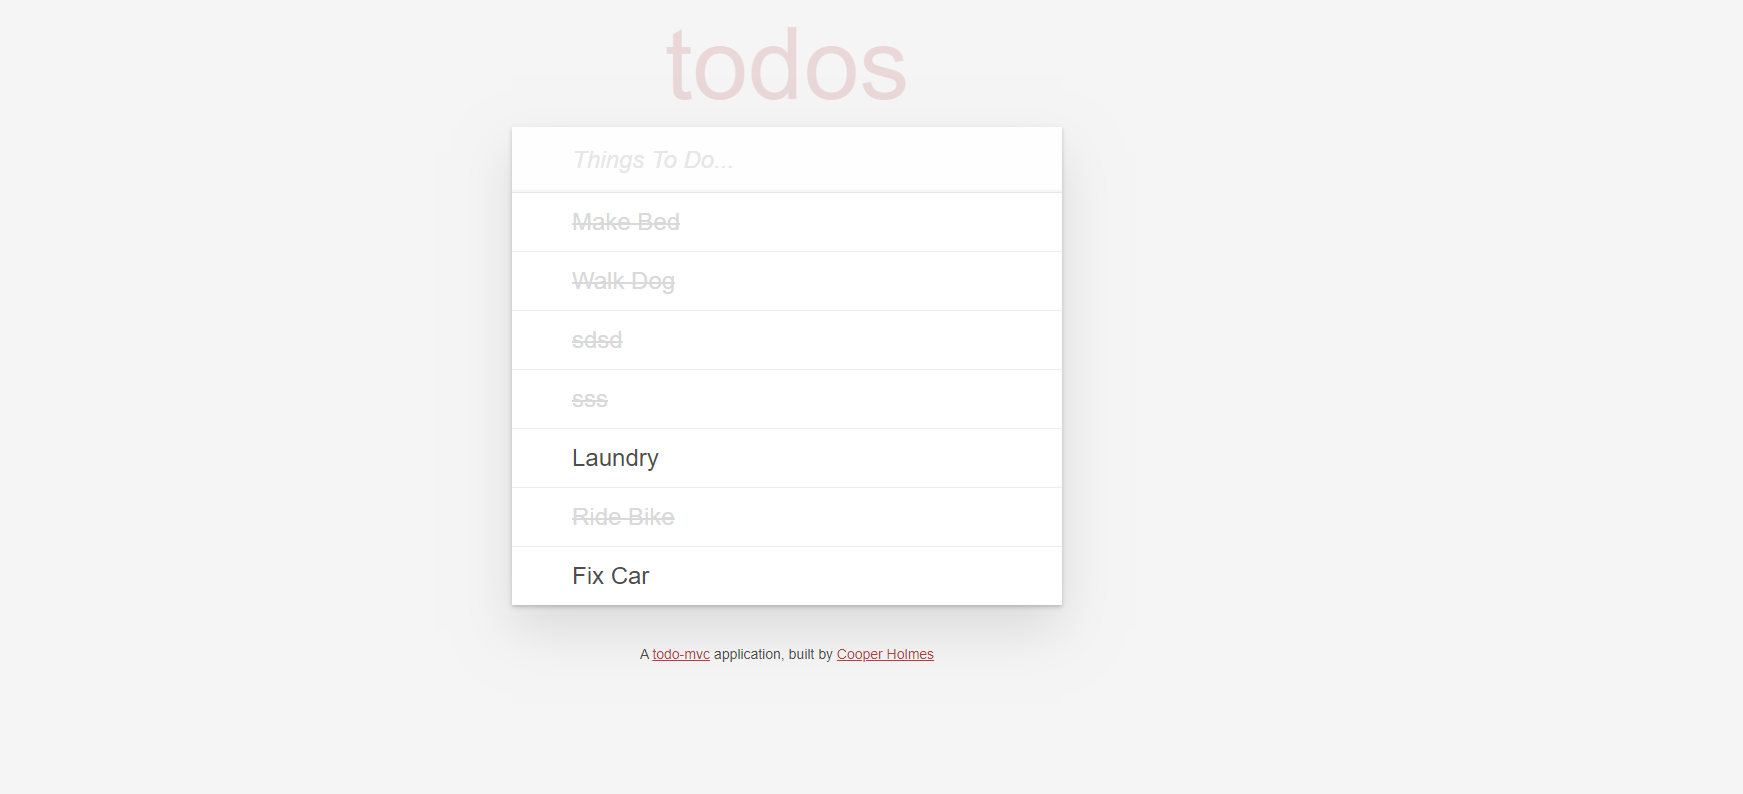 todos
Things To Do...
Make Bed
Walk Dog
sdsd
sss
Laundry
Ride Bike
Fix Car
A todo-mvc application, built by Cooper Holmes